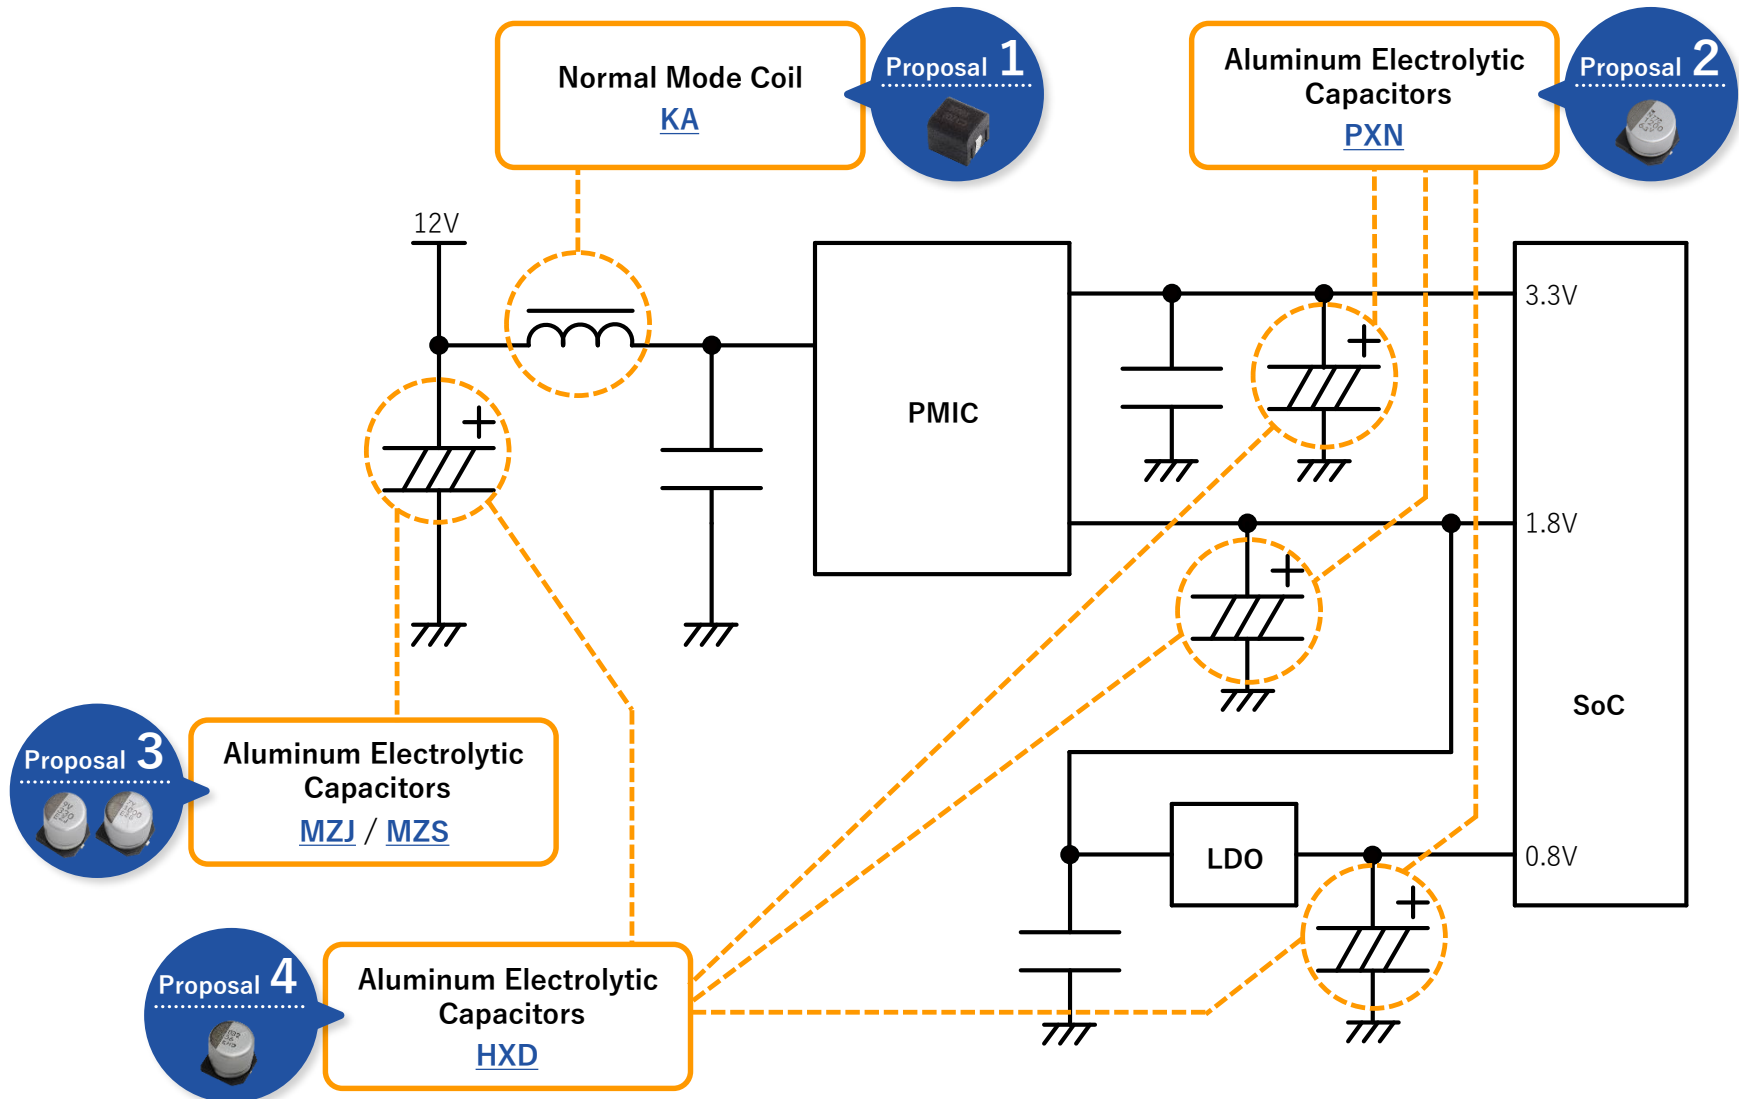 Normal Mode Coil
KA
Proposal 1
Aluminum Electrolytic
Capacitors
PXN
Proposal 2
12V
PMIC
3.3V
1.8V
SoC
LDO
0.8V
Proposal 3
Aluminum Electrolytic
Capacitors
MZJ / MZS
Proposal 4
Aluminum Electrolytic
Capacitors
HXD